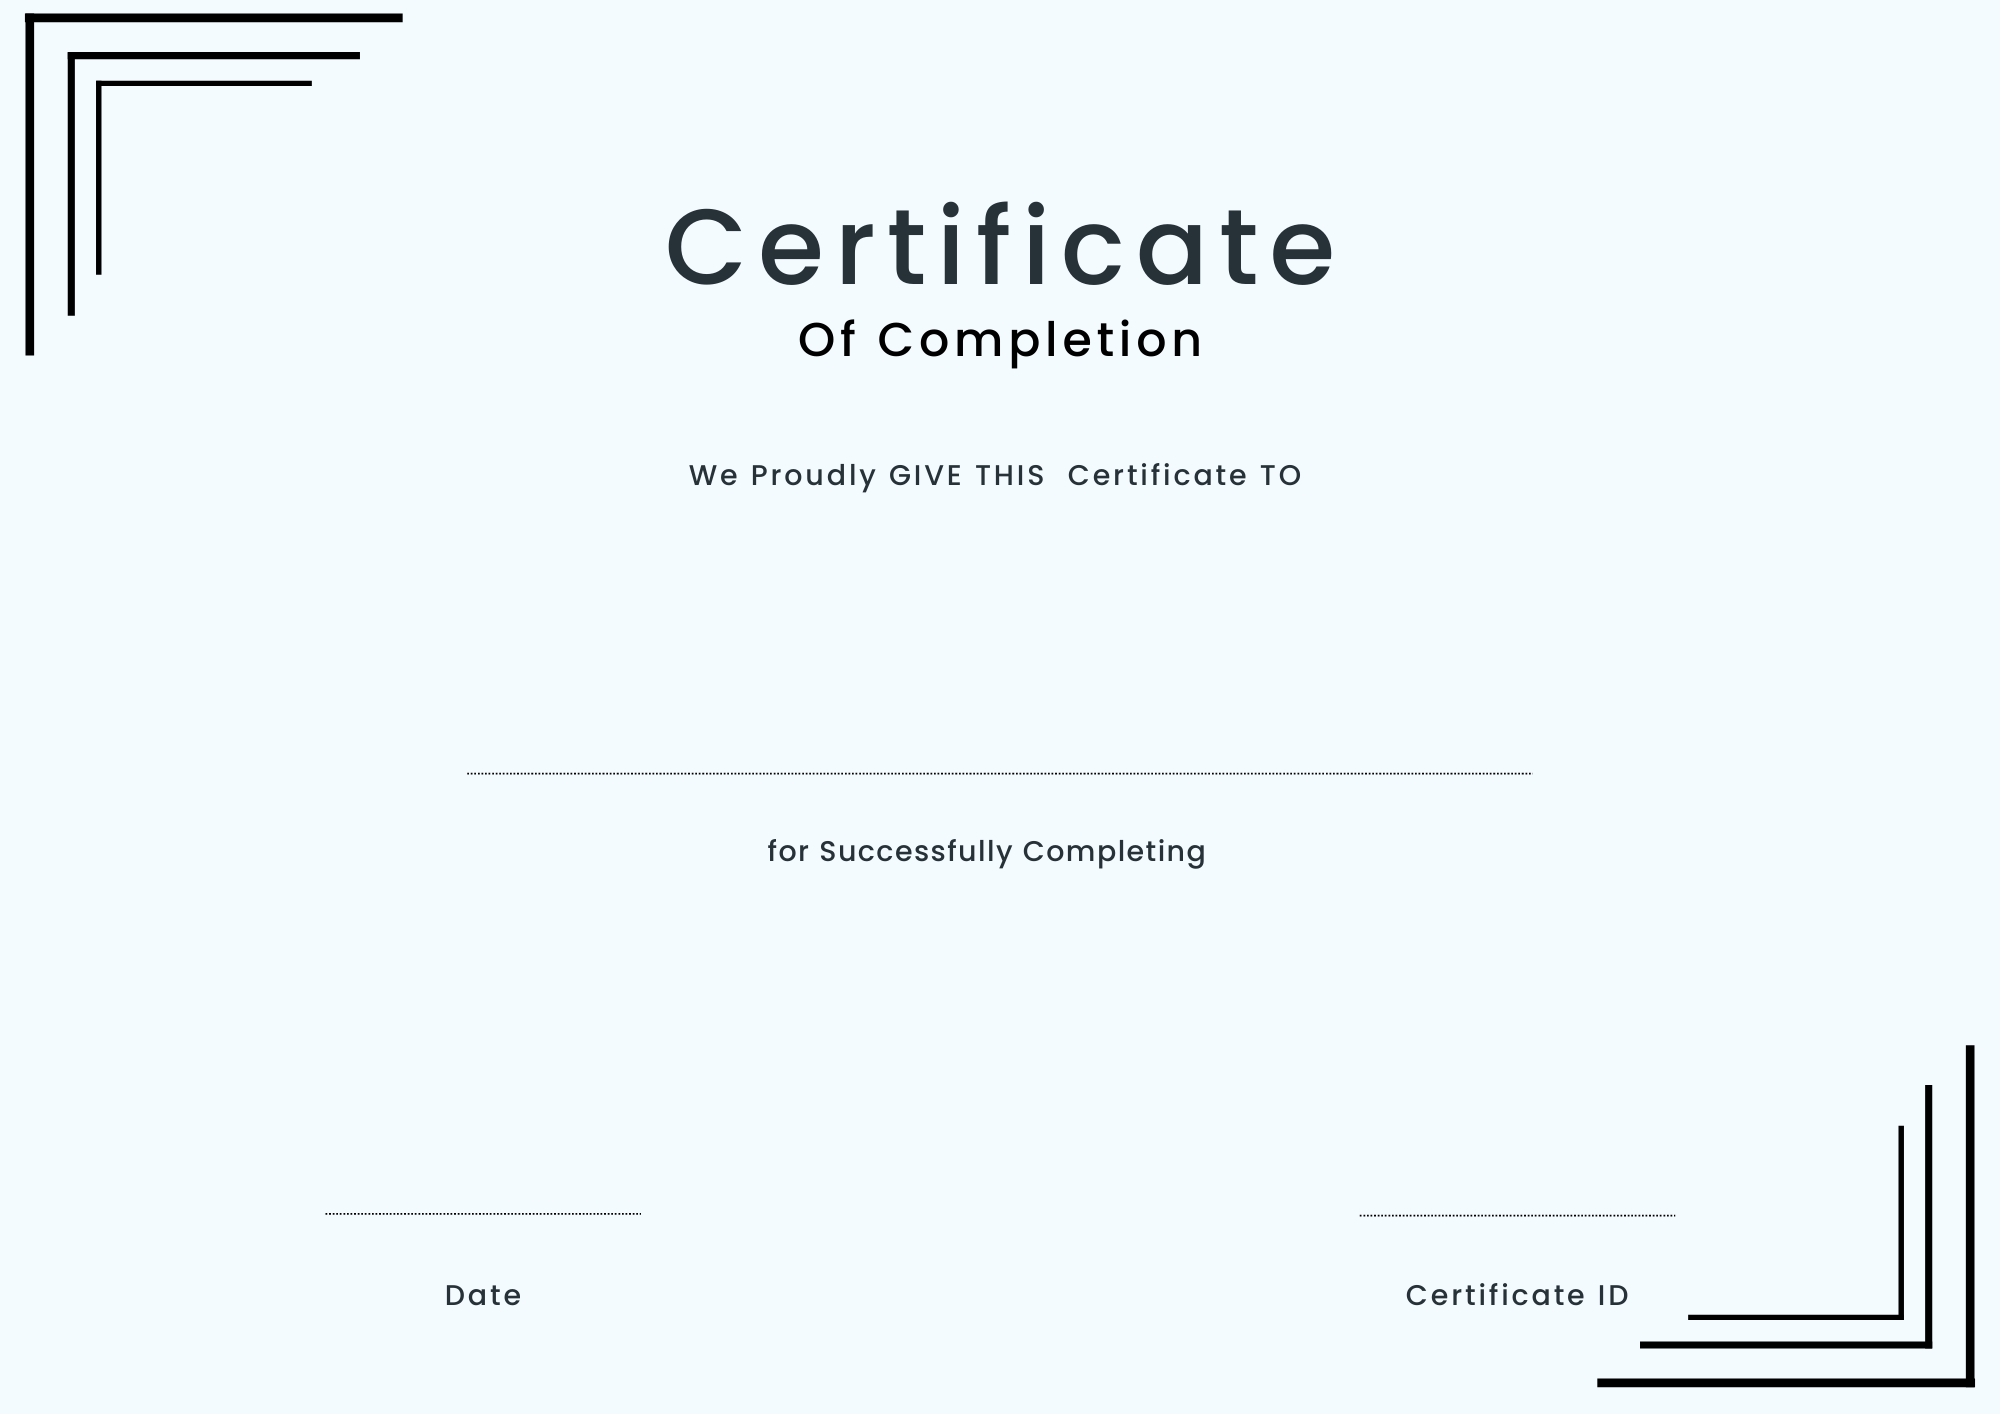 Certificate
Of Completion
We Proudly GIVE THIS  Certificate TO
for Successfully Completing
Date
Certificate ID